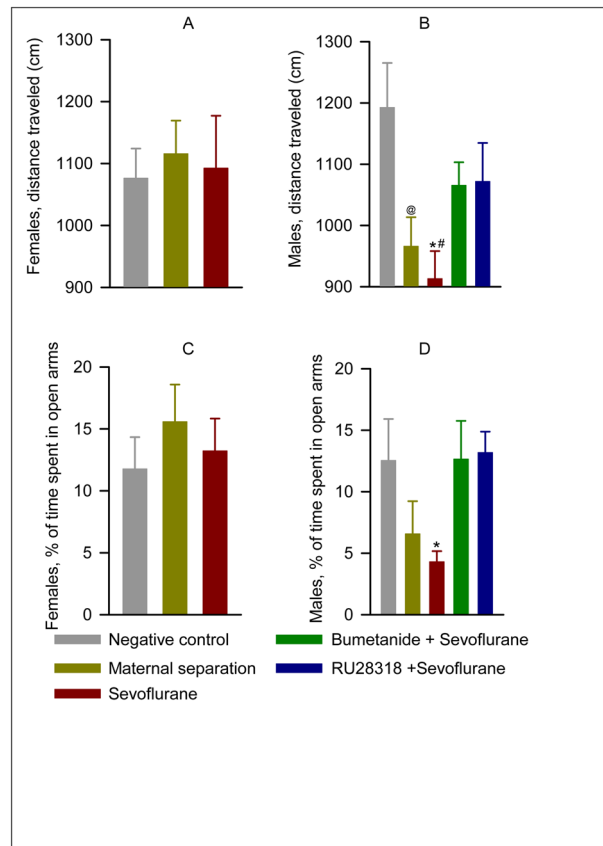 A
Females, distance traveled (cm)
1300
1200
1100
1000
900
B
Males, distance traveled (cm)
1300
1200
1100
1000
900
@
*#
C
Females, % of time spent in open arms
20
15
10
5
0
D
Males, % of time spent in open arms
20
15
10
5
0
*
Negative control
Maternal separation
Sevoflurane
Bumetanide + Sevoflurane
RU28318 +Sevoflurane